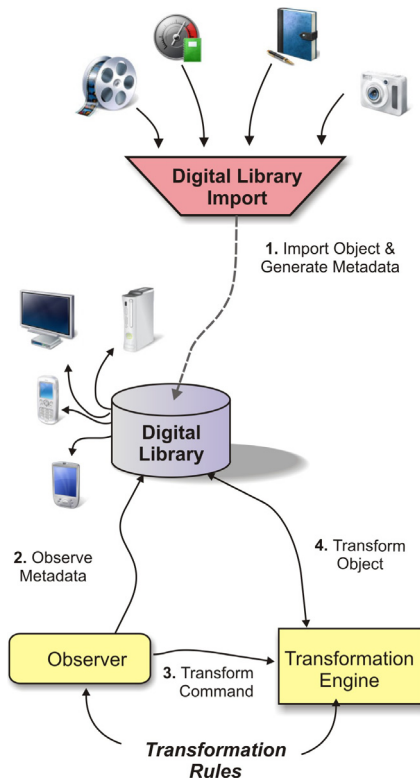 Digital Library
Import
1. Import Object &
Generate Metadata
Digital
Library
2. Observe
Metadata
4. Transform
Object
Observer
3. Transform
Command
Transformation
Engine
Transformation
Rules